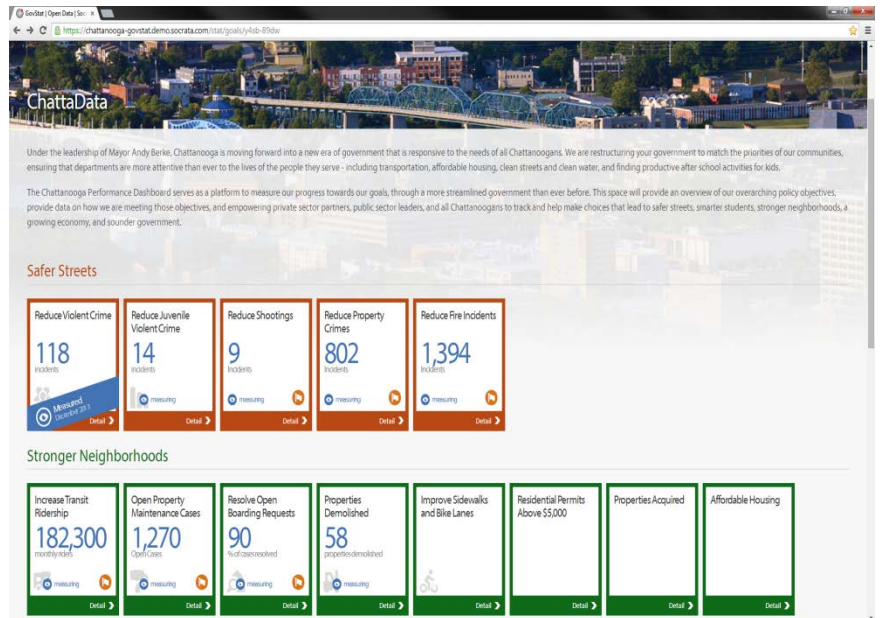 GovStat | Open Data | Soc
https://chattanooga-govstat.demo.socrata.com/stat/goals/y4sb-89dw
ChattaData
Under the leadership of Mayor Andy Berke, Chattanooga is moving forward into a new era of government that is responsive to the needs of all Chattanoogans. We are restructuring your government to match the priorities of our communities,
ensuring that departments are more attentive than ever to the lives of the people they serve - including transportation, affordable housing, clean streets and clean water, and finding productive after school activities for kids.
The Chattanooga Performance Dashboard serves as a platform to measure our progress towards our goals, through a more streamlined government than ever before. This space will provide an overview of our overarching policy objectives,
provide data on how we are meeting those objectives, and empowering private sector partners, public sector leaders, and all Chattanoogans to track and help make choices that lead to safer streets, smarter students, stronger neighborhoods, a
growing economy, and sounder government.
Safer Streets
Reduce Violent Crime
118
incidents
Measured
December 2013
Detail
Reduce Juvenile
Violent Crime
14
incidents
measuring
Detail
Reduce Shootings
9
Incidents
measuring
Detail
Reduce Property
Crimes
802
Incidents
measuring
Detail
Reduce Fire Incidents
1,394
Incidents
measuring
Detail
Stronger Neighborhoods
Increase Transit
Ridership
182,300
monthly riders
measuring
Detail
Open Property
Maintenance Cases
1,270
Open Cases
measuring
Detail
Resolve Open
Boarding Requests
90
% of cases resolved
measuring
Detail
Properties
Demolished
58
properties demolished
measuring
Detail
Improve Sidewalks
and Bike Lanes
Detail
Residential Permits
Above $5,000
Detail
Properties Acquired
Detail
Affordable Housing
Detail